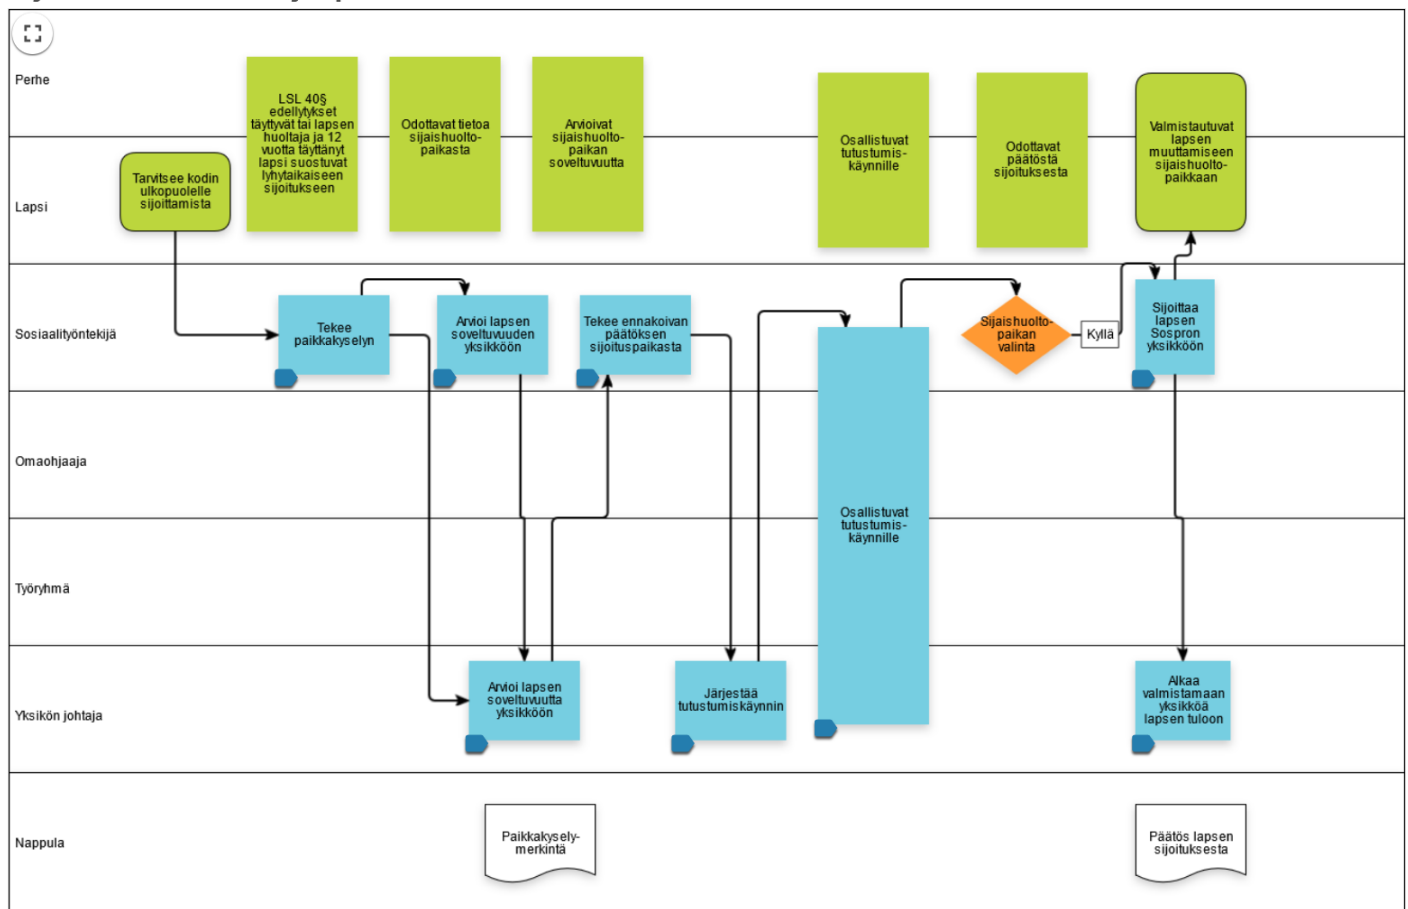 Perhe
LSL 40§
edellytykset
täyttyvät tai lapsen
huoltaja ja 12
vuotta täyttänyt
lapsi suostuvat
lyhytaikaiseen
sijoitukseen
Odottavat tietoa
sijaishuolto-
paikasta
Arvioivat
sijaishuolto-
paikan
soveltuvuutta
Osallistuvat
tutustumis-
käynnille
Odottavat
päätöstä
sijoituksesta
Valmistautuvat
lapsen
muuttamiseen
sijaishuolto-
paikkaan
Lapsi
Tarvitsee kodin
ulkopuolelle
sijoittamista
Sosiaalityöntekijä
Tekee
paikkakyselyn
Arvioi lapsen
soveltuvuuden
yksikköön
Tekee ennakoivan
päätöksen
sijoituspaikasta
Sijaishuolto-
paikan
valinta
Kyllä
Sijoittaa
lapsen
Sospron
yksikköön
Omaohjaaja
Osallistuvat
tutustumis-
käynnille
Työryhmä
Yksikön johtaja
Arvioi lapsen
soveltuvuutta
yksikköön
Järjestää
tutustumiskäynnin
Alkaa
valmistamaan
yksikköä
lapsen tuloon
Nappula
Paikkakysely-
merkintä
Päätös lapsen
sijoituksesta